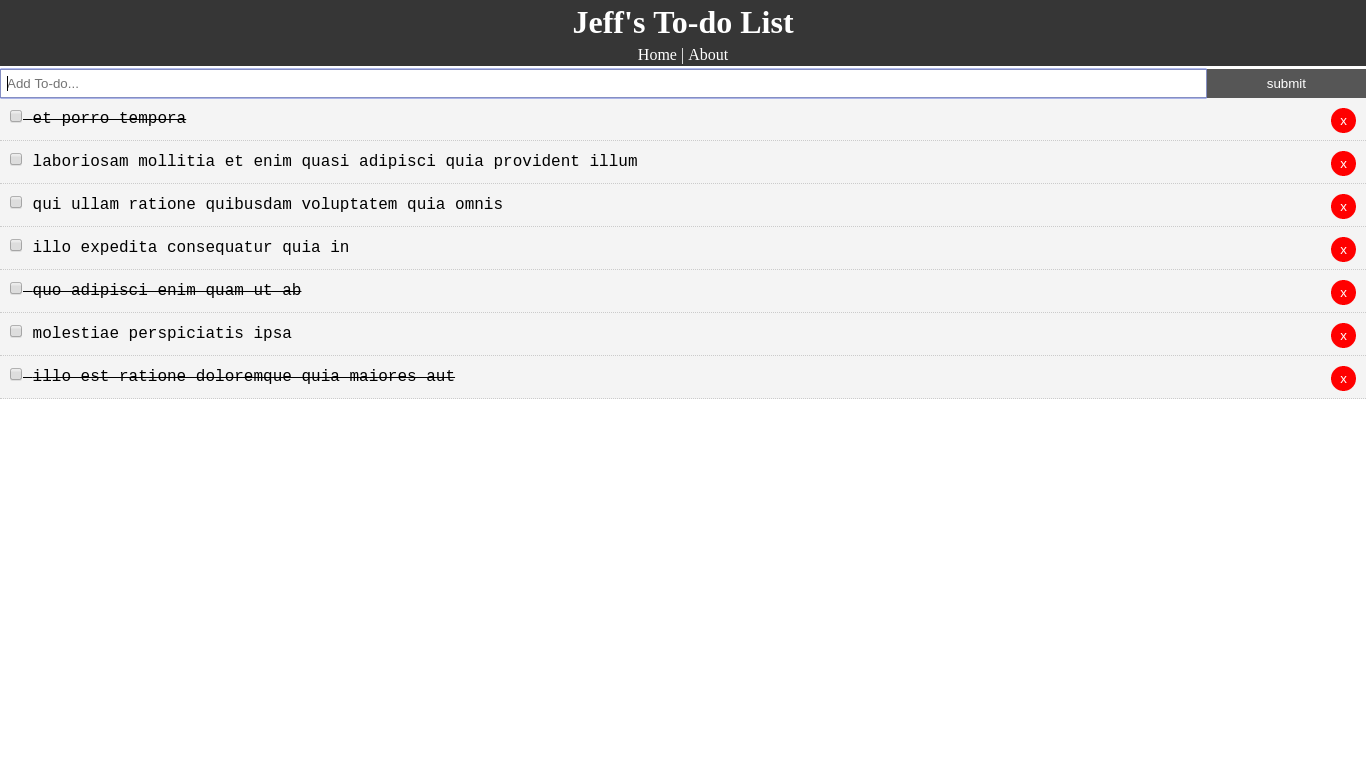 Jeff's To-do List
Home | About
Add To-do... submit
et porro tempora x
laboriosam mollitia et enim quasi adipisci quia provident illum x
qui ullam ratione quibusdam voluptatem quia omnis x
illo expedita consequatur quia in x
quo adipisci enim quam ut ab x
molestiae perspiciatis ipsa x
illo est ratione doloremque quia maiores aut x